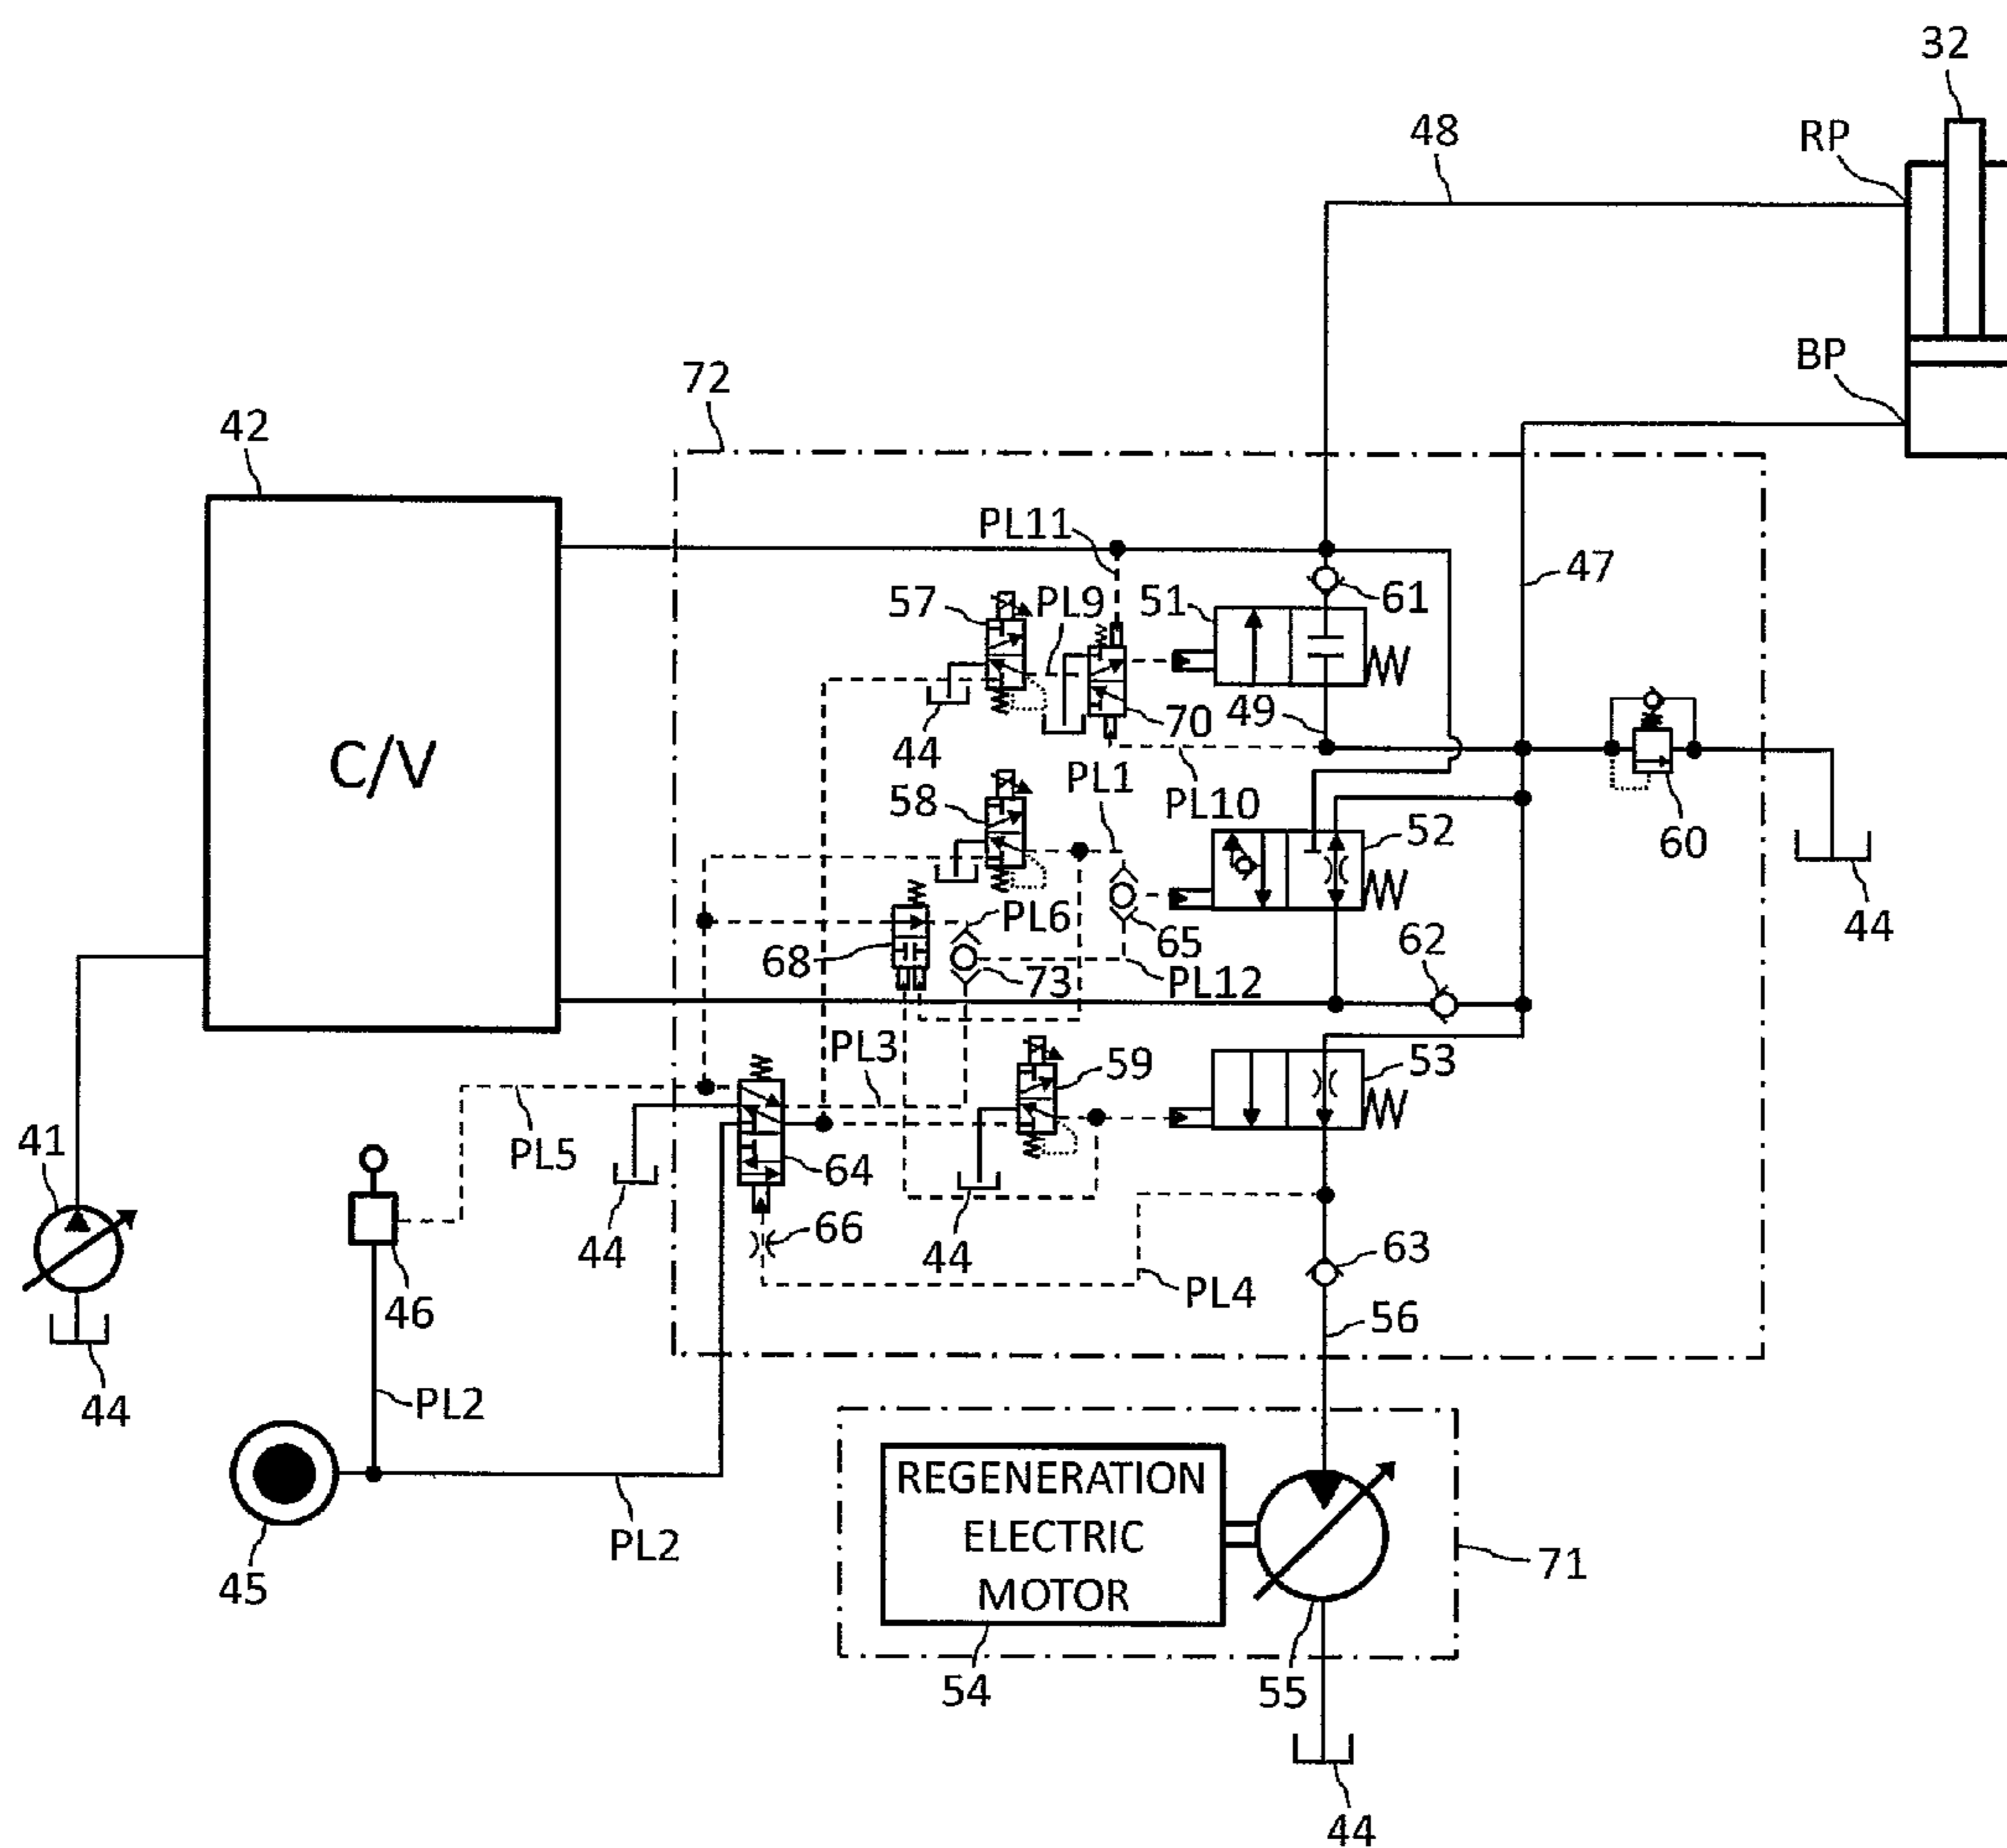 32
RP
48
BP
72
42
PL11
47
57
PL9
51
61
C/V
44
70
49
PL1
58
PL10
52
60
PL6
65
62
44
68
73
PL12
PL3
59
53
41
PL5
64
44
66
44
63
46
PL4
56
44
PL2
REGENERATION
ELECTRIC
MOTOR
PL2
71
45
54
55
44